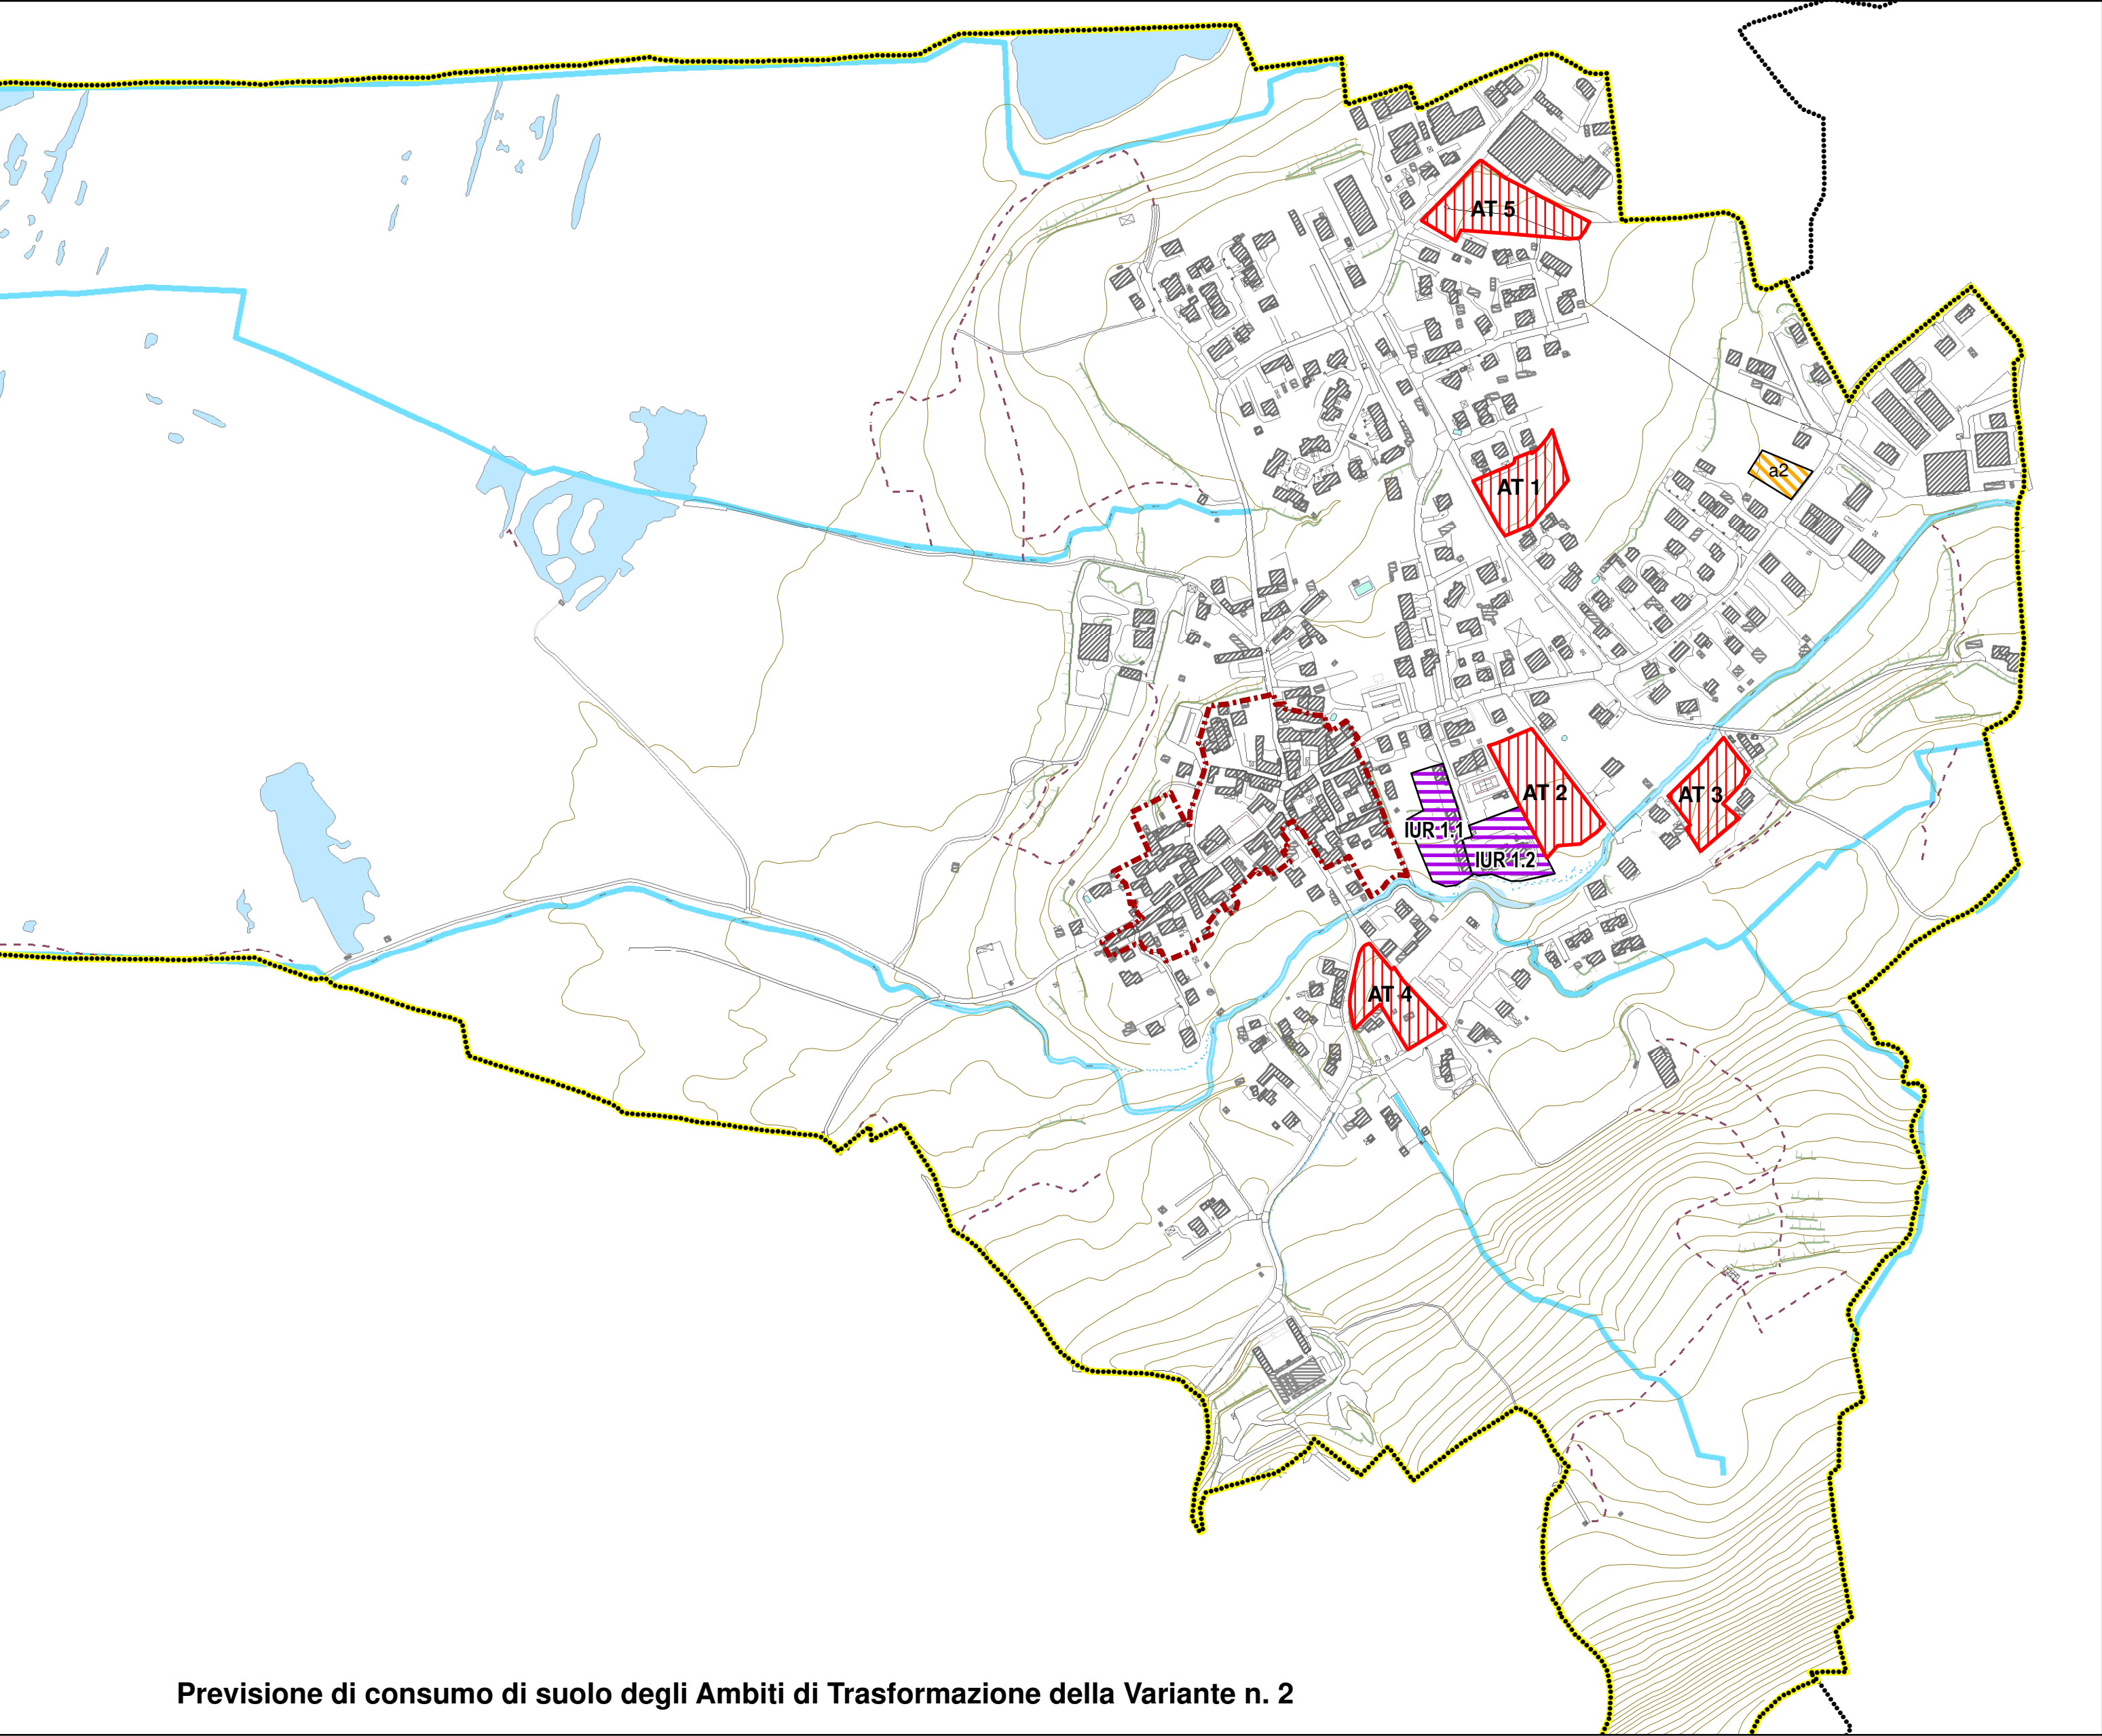 AT 5
AT 1
a2
AT 2
AT 3
IUR 1.1
IUR 1.2
AT 4
Previsione di consumo di suolo degli Ambiti di Trasformazione della Variante n. 2